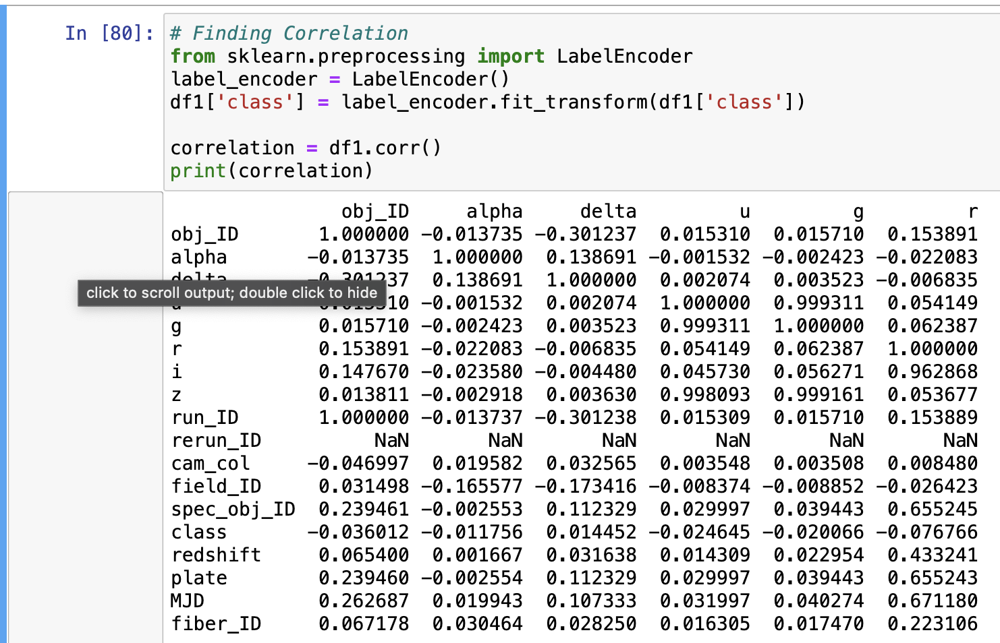 In [80]:
# Finding Correlation
from sklearn.preprocessing import LabelEncoder
label_encoder = LabelEncoder()
df1['class'] = label_encoder.fit_transform(df1['class'])
correlation = df1.corr()
print(correlation)
obj_ID alpha delta u g r
obj_ID 1.000000 -0.013735 -0.301237 0.015310 0.015710 0.153891
alpha -0.013735 1.000000 0.138691 -0.001532 -0.002423 -0.022083
delta -0.301237 0.138691 1.000000 0.002074 0.003523 -0.006835
click to scroll output; double click to hide
u 0.015310 -0.001532 0.002074 1.000000 0.999311 0.054149
g 0.015710 -0.002423 0.003523 0.999311 1.000000 0.062387
r 0.153891 -0.022083 -0.006835 0.054149 0.062387 1.000000
i 0.147670 -0.023580 -0.004480 0.045730 0.056271 0.962868
z 0.013811 -0.002918 0.003630 0.998093 0.999161 0.053677
run_ID 1.000000 -0.013737 -0.301238 0.015309 0.015710 0.153889
rerun_ID NaN NaN NaN NaN NaN NaN
cam_col -0.046997 0.019582 0.032565 0.003548 0.003508 0.008480
field_ID 0.031498 -0.165577 -0.173416 -0.008374 -0.008852 -0.026423
spec_obj_ID 0.239461 -0.002553 0.112329 0.029997 0.039443 0.655245
class -0.036012 -0.011756 0.014452 -0.024645 -0.020066 -0.076766
redshift 0.065400 0.001667 0.031638 0.014309 0.022954 0.433241
plate 0.239460 -0.002554 0.112329 0.029997 0.039443 0.655243
MJD 0.262687 0.019943 0.107333 0.031997 0.040274 0.671180
fiber_ID 0.067178 0.030464 0.028250 0.016305 0.017470 0.223106